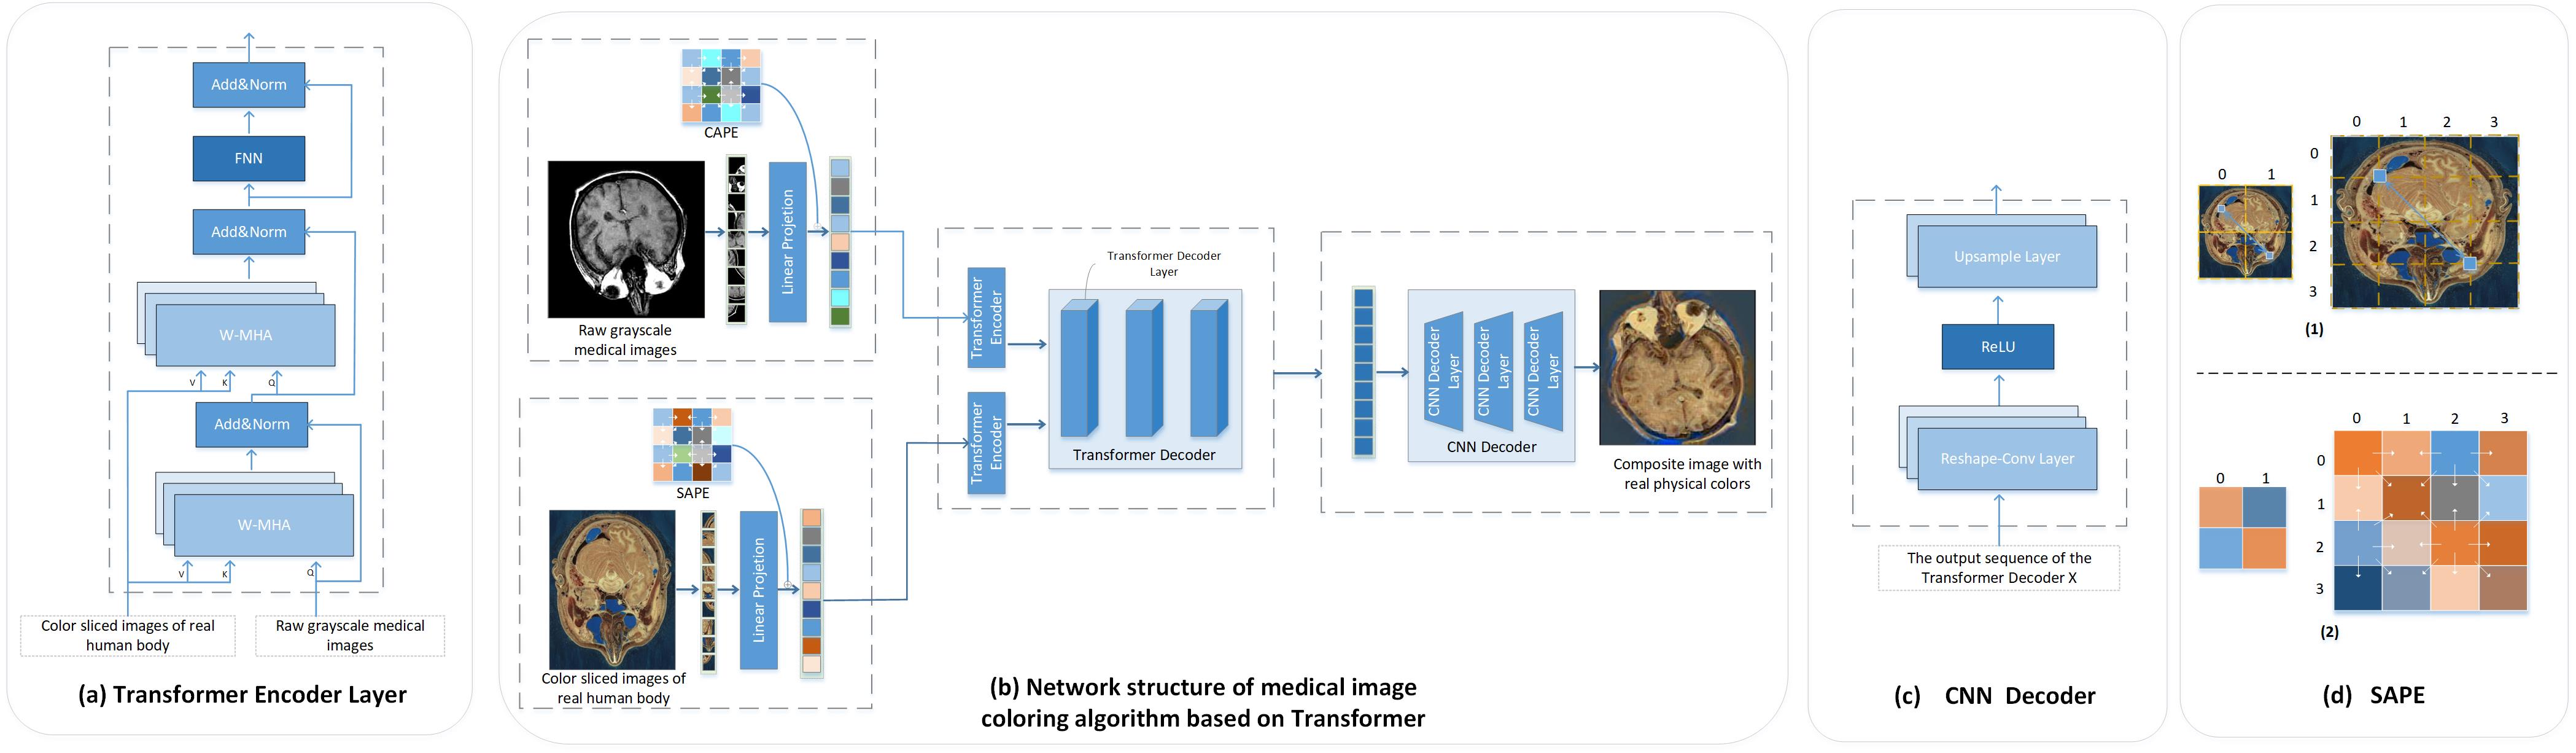 Add&Norm
FNN
Add&Norm
W-MHA
V
K
Q
Add&Norm
W-MHA
V
K
Q
Color sliced images of real
human body
Raw grayscale medical
images
(a) Transformer Encoder Layer
CAPE
Linear Projetion
Raw grayscale
medical images
SAPE
Linear Projetion
Color sliced images of
real human body
Transformer
Encoder
Transformer
Encoder
Transformer Decoder
Layer
Transformer Decoder
CNN Decoder
Layer
CNN Decoder
Layer
CNN Decoder
Layer
CNN Decoder
Composite image with
real physical colors
(b) Network structure of medical image
coloring algorithm based on Transformer
Upsample Layer
ReLU
Reshape-Conv Layer
The output sequence of the
Transformer Decoder X
(c) CNN Decoder
0 1
0 1 2 3
0
1
2
3
(1)
0 1
0 1 2 3
0
1
2
3
(2)
(d) SAPE